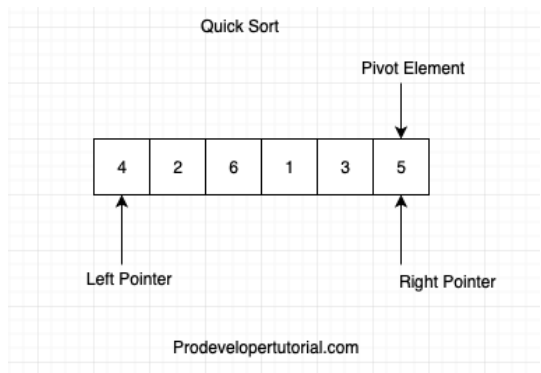 Quick Sort
Pivot Element
4 2 6 1 3 5
Left Pointer
Right Pointer
Prodevelopertutorial.com